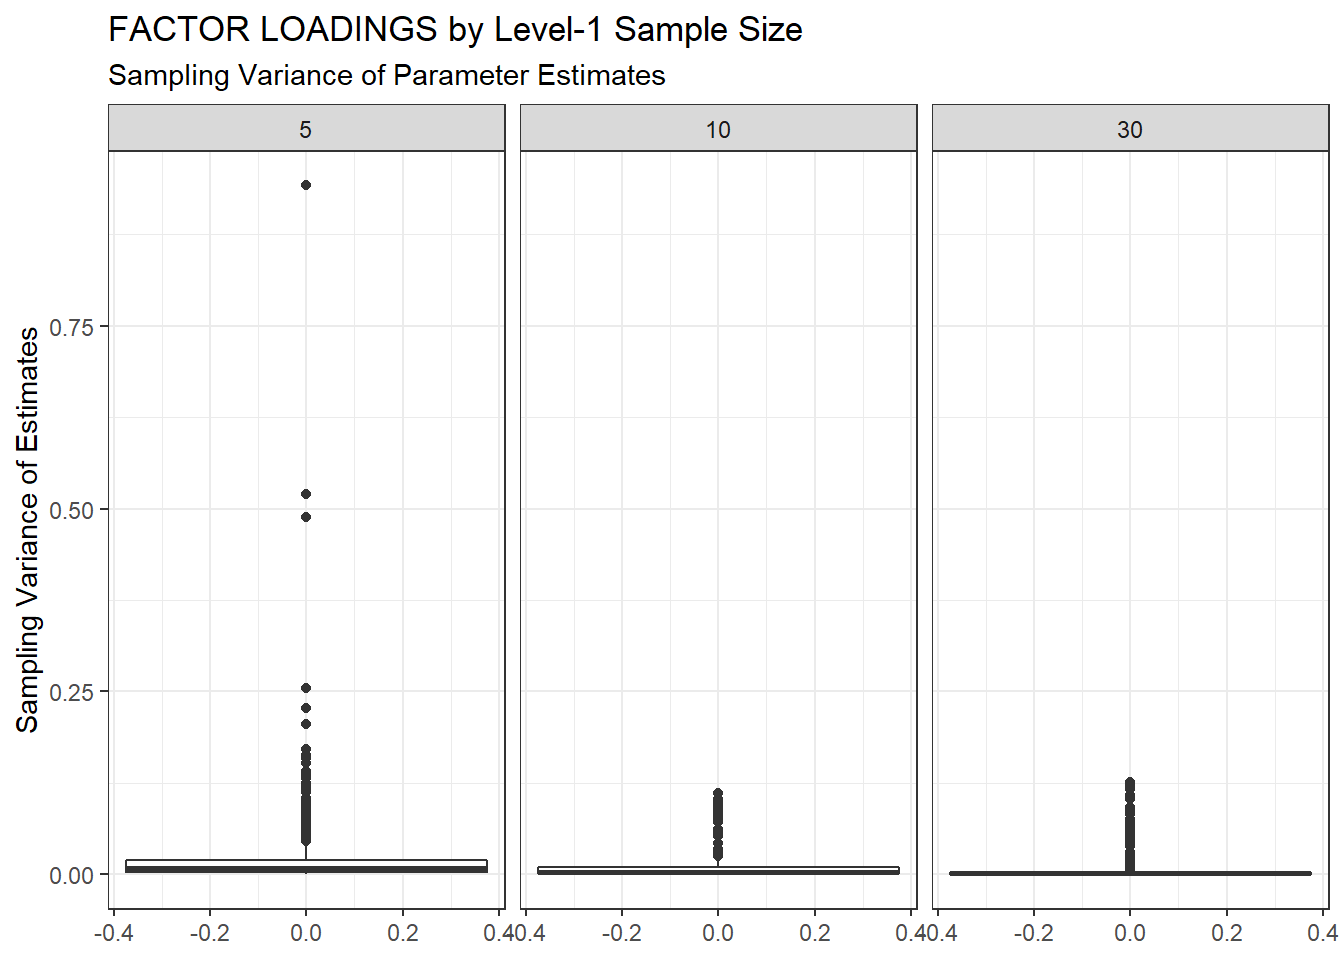 FACTOR LOADINGS by Level-1 Sample Size
Sampling Variance of Parameter Estimates
5 10 30
Sampling Variance of Estimates
0.75
0.50
0.25
0.00
-0.4 -0.2 0.0 0.2 0.4 -0.4 -0.2 0.0 0.2 0.4 -0.4 -0.2 0.0 0.2 0.4